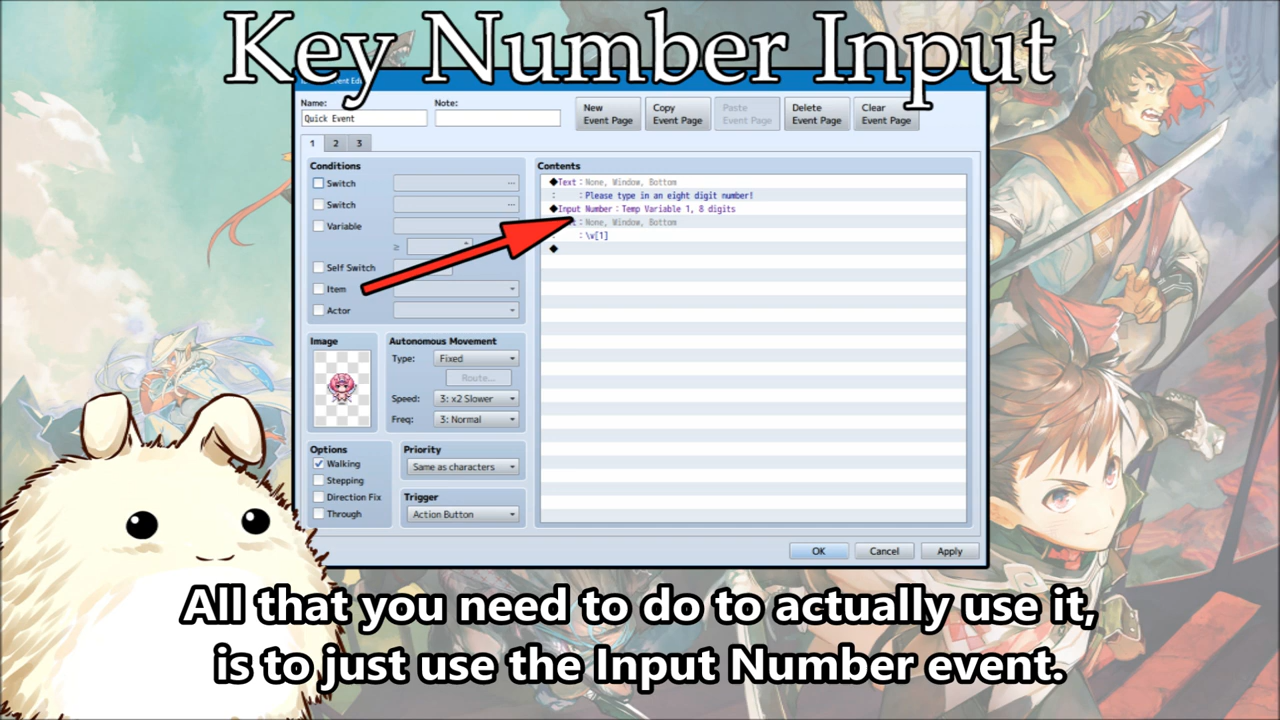 Key Number Input
Name:
Note:
Quick Event
New
Event Page
Copy
Event Page
Paste
Event Page
Delete
Event Page
Clear
Event Page
1 2 3
Conditions
Switch ...
Switch ...
Variable
≥
Self Switch
Item
Actor
Image
Autonomous Movement
Type: Fixed
Route...
Speed: 3: x2 Slower
Freq: 3: Normal
Options
Walking
Stepping
Direction Fix
Through
Priority
Same as characters
Trigger
Action Button
Contents
◆Text : None, Window, Bottom
: : Please type in an eight digit number!
◆Input Number : Temp Variable 1, 8 digits
: None, Window, Bottom
: \v[1]
◆
OK Cancel Apply
All that you need to do to actually use it,
is to just use the Input Number event.